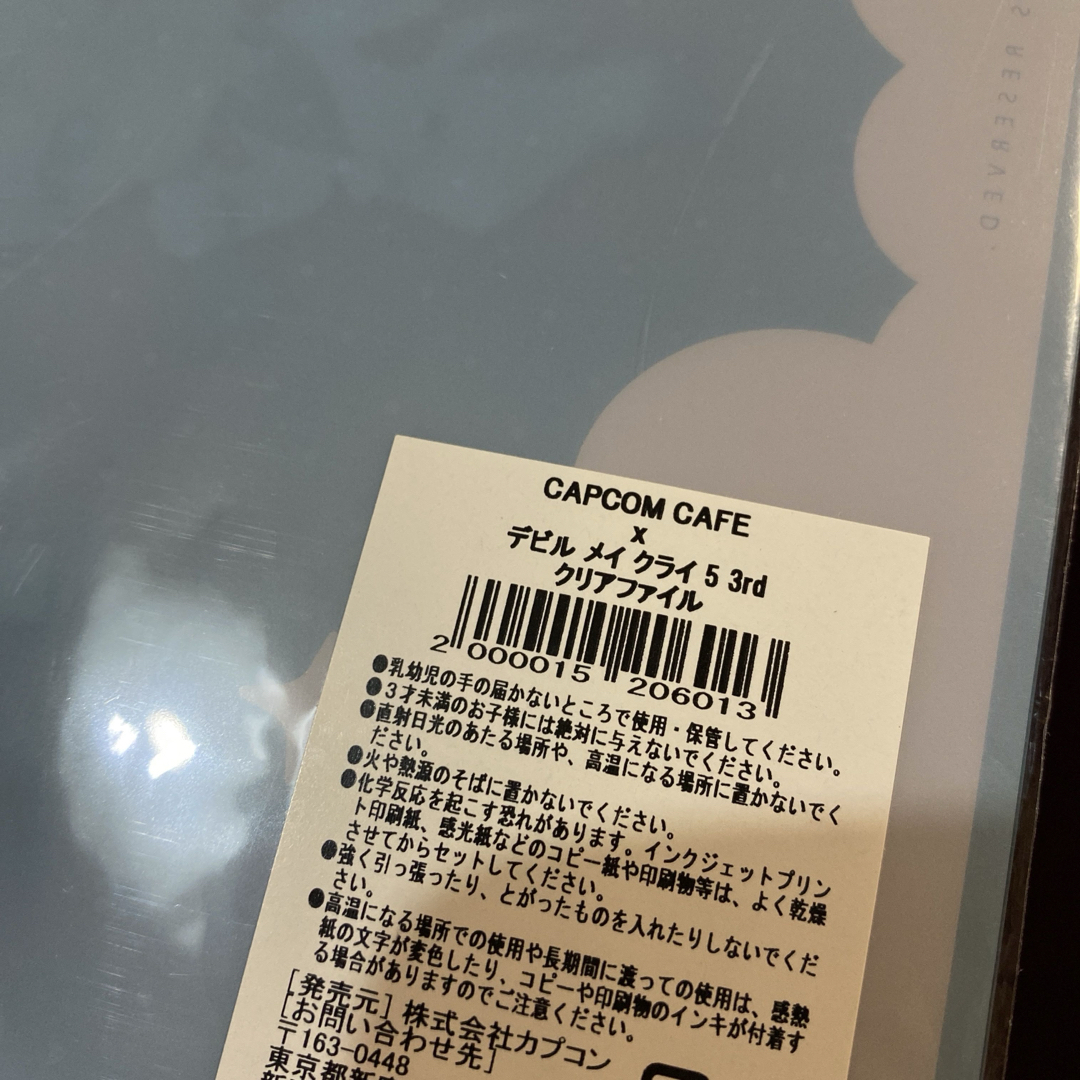 S RESERVED.
CAPCOM CAFE
x
デビル メイ クライ 5 3rd
クリアファイル
2 000015 206013
●乳幼児の手の届かないところで使用・保管してください。
●3才未満のお子様には絶対に与えないでください。
●直射日光のあたる場所や、高温になる場所に置かないでく
ださい。
●火や熱源のそばに置かないでください。
●化学反応を起こす恐れがあります。インクジェットプリン
ト印刷紙、感光紙などのコピー紙や印刷物等は、よく乾燥
させてからセットしてください。
●強く引っ張ったり、とがったものを入れたりしないでくだ
さい。
●高温になる場所での使用や長期間に渡っての使用は、感熱
紙の文字が変色したり、コピーや印刷物のインキが付着す
る場合がありますのでご注意ください。
[発売元] 株式会社カプコン
[お問い合わせ先]
〒163-0448
東京都新